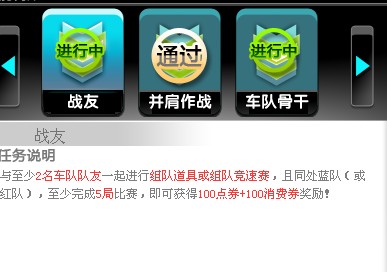 进行中 通过 进行中
战友 并肩作战 车队骨干
战友
任务说明
与至少2名车队队友一起进行组队道具或组队竞速赛，且同处蓝队（或
红队），至少完成5局比赛，即可获得100点券+100消费券奖励！